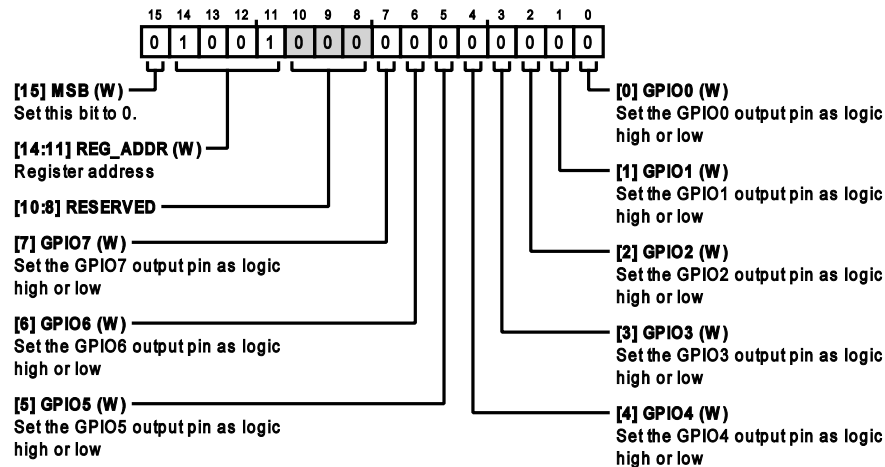 15 14 13 12 11 10 9 8 7 6 5 4 3 2 1 0
0 1 0 0 1 0 0 0 0 0 0 0 0 0 0 0
[15] MSB (W)
Set this bit to 0.
[14:11] REG_ADDR (W)
Register address
[10:8] RESERVED
[7] GPIO7 (W)
Set the GPIO7 output pin as logic
high or low
[6] GPIO6 (W)
Set the GPIO6 output pin as logic
high or low
[5] GPIO5 (W)
Set the GPIO5 output pin as logic
high or low
[0] GPIO0 (W)
Set the GPIO0 output pin as logic
high or low
[1] GPIO1 (W)
Set the GPIO1 output pin as logic
high or low
[2] GPIO2 (W)
Set the GPIO2 output pin as logic
high or low
[3] GPIO3 (W)
Set the GPIO3 output pin as logic
high or low
[4] GPIO4 (W)
Set the GPIO4 output pin as logic
high or low